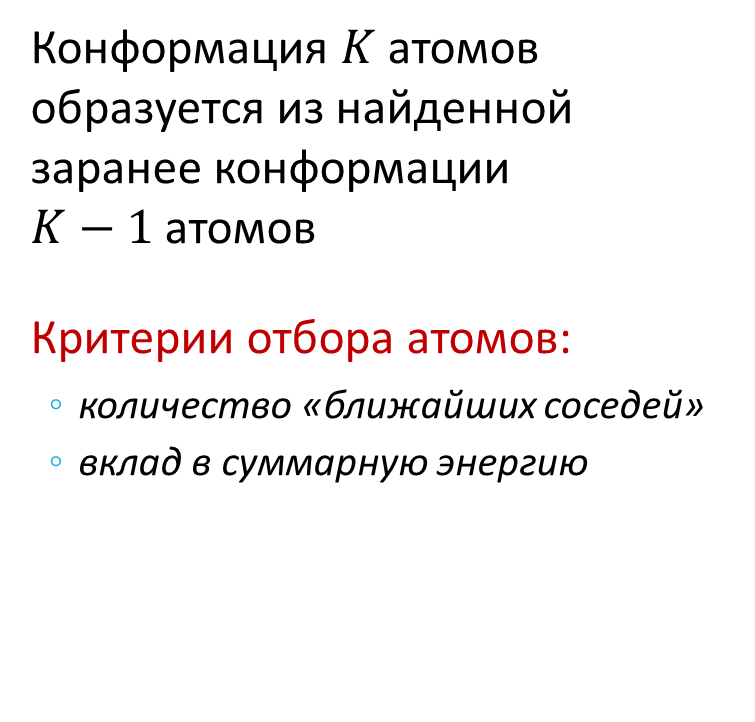 Конформация K атомов
образуется из найденной
заранее конформации
K − 1 атомов
Критерии отбора атомов:
◦ количество «ближайших соседей»
◦ вклад в суммарную энергию